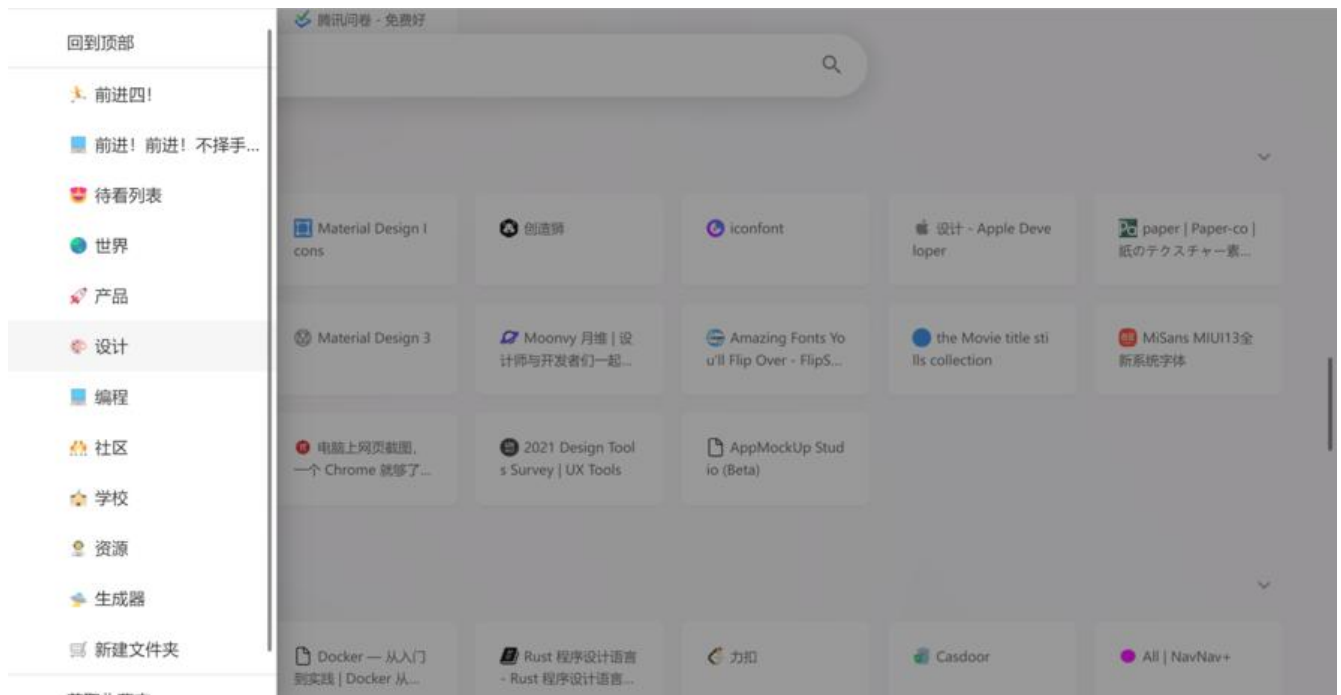 回到顶部
前进四！
前进！前进！不择手...
待看列表
世界
产品
设计
编程
社区
学校
资源
生成器
新建文件夹
腾讯问卷 - 免费好
Material Design I
cons
创造狮
iconfont
设计 - Apple Deve
loper
paper | Paper-co |
紙のテクスチャー素...
Material Design 3
Moonvy 月维 | 设
计师与开发者们一起...
Amazing Fonts Yo
u'll Flip Over - FlipS...
the Movie title sti
lls collection
MiSans MIUI13全
新系统字体
电脑上网页截图，
一个 Chrome 就够了...
2021 Design Tool
s Survey | UX Tools
AppMockUp Stud
io (Beta)
Docker — 从入门
到实践 | Docker 从...
Rust 程序设计语言
- Rust 程序设计语言...
力扣
Casdoor
All | NavNav+